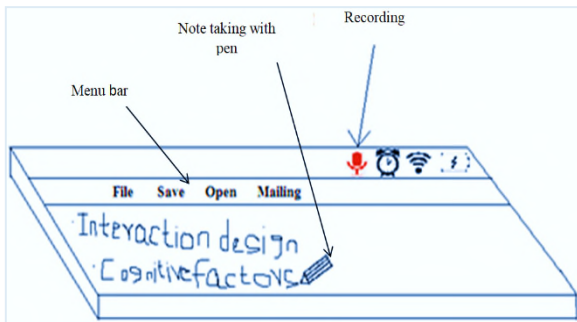 Recording
Note taking with
pen
Menu bar
File Save Open Mailing
Interaction design
Cognitive factors